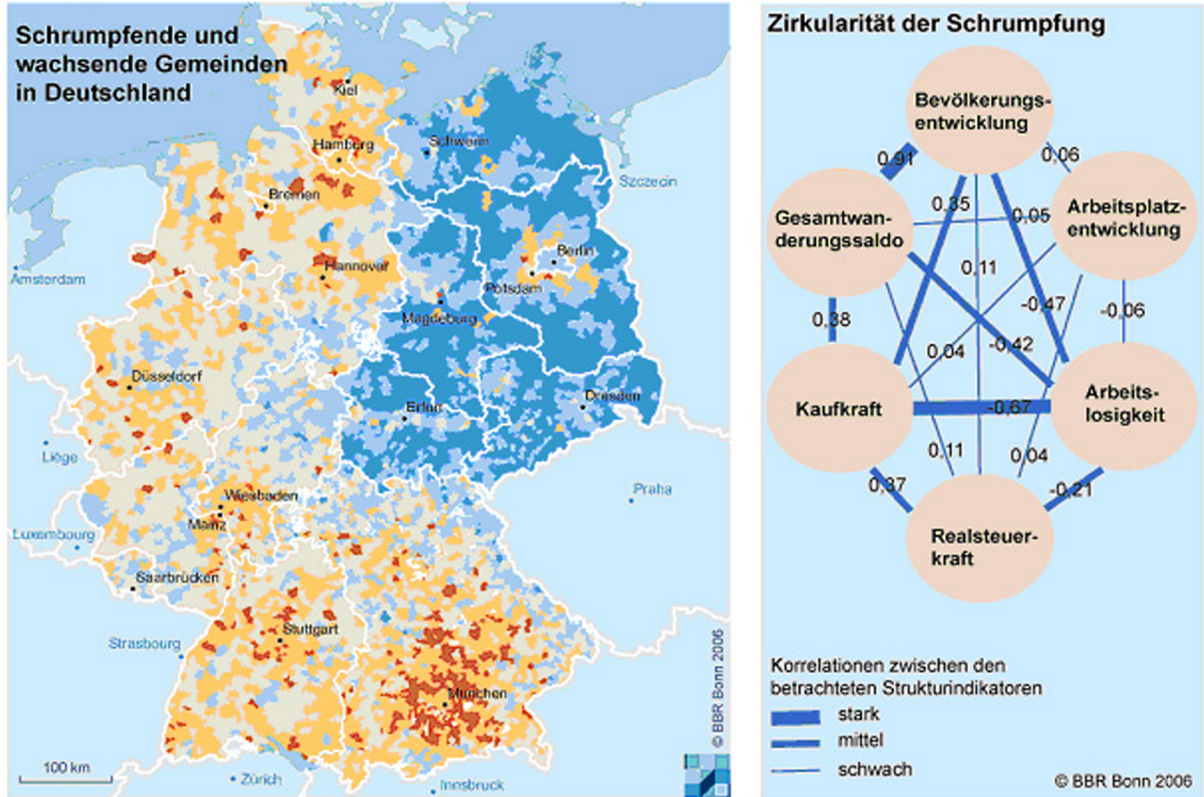 Schrumpfende und
wachsende Gemeinden
in Deutschland
Kiel
Hamburg
Schwerin
Szczecin
Bremen
Amsterdam
Hannover
Berlin
Potsdam
Magdeburg
Düsseldorf
Erfurt
Dresden
Liège
Wiesbaden
Mainz
Praha
Luxembourg
Saarbrücken
Stuttgart
Strasbourg
München
Zürich
Innsbruck
100 km
© BBR Bonn 2006
Zirkularität der Schrumpfung
Bevölkerungs-
entwicklung
0,91
0,06
Gesamtwan-
derungssaldo
0,35
0,05
Arbeitsplatz-
entwicklung
0,11
-0,47
-0,06
0,38
0,04
-0,42
Kaufkraft
-0,67
Arbeits-
losigkeit
0,11
0,04
0,37
-0,21
Realsteuer-
kraft
Korrelationen zwischen den
betrachteten Strukturindikatoren
stark
mittel
schwach
© BBR Bonn 2006